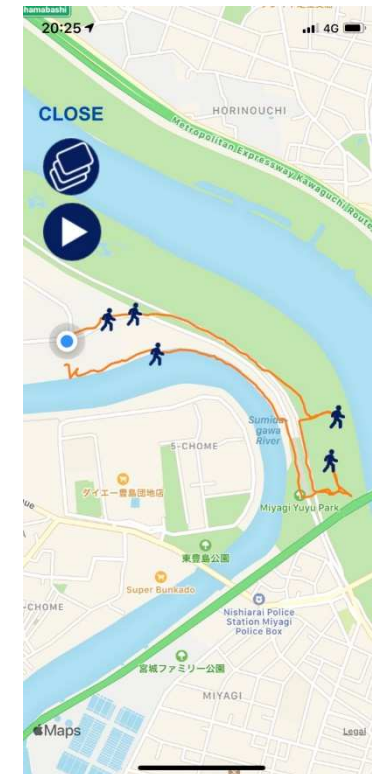 hamabashi
20:25
4G
CLOSE
HORINOUCHI
Metropolitan Expressway Kawaguchi Route
Sumida
gawa
River
5-CHOME
ダイエー豊島団地店
Miyagi Yuyu Park
東豊島公園
Super Bunkado
-CHOME
Nishiarai Police
Station Miyagi
Police Box
宮城ファミリー公園
MIYAGI
Maps
Legal